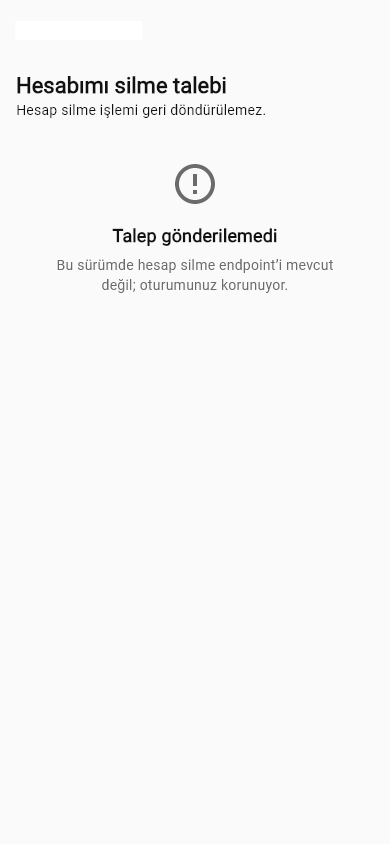 Hesabımı silme talebi
Hesap silme işlemi geri döndürülemez.
Talep gönderilemedi
Bu sürümde hesap silme endpoint’i mevcut
değil; oturumunuz korunuyor.